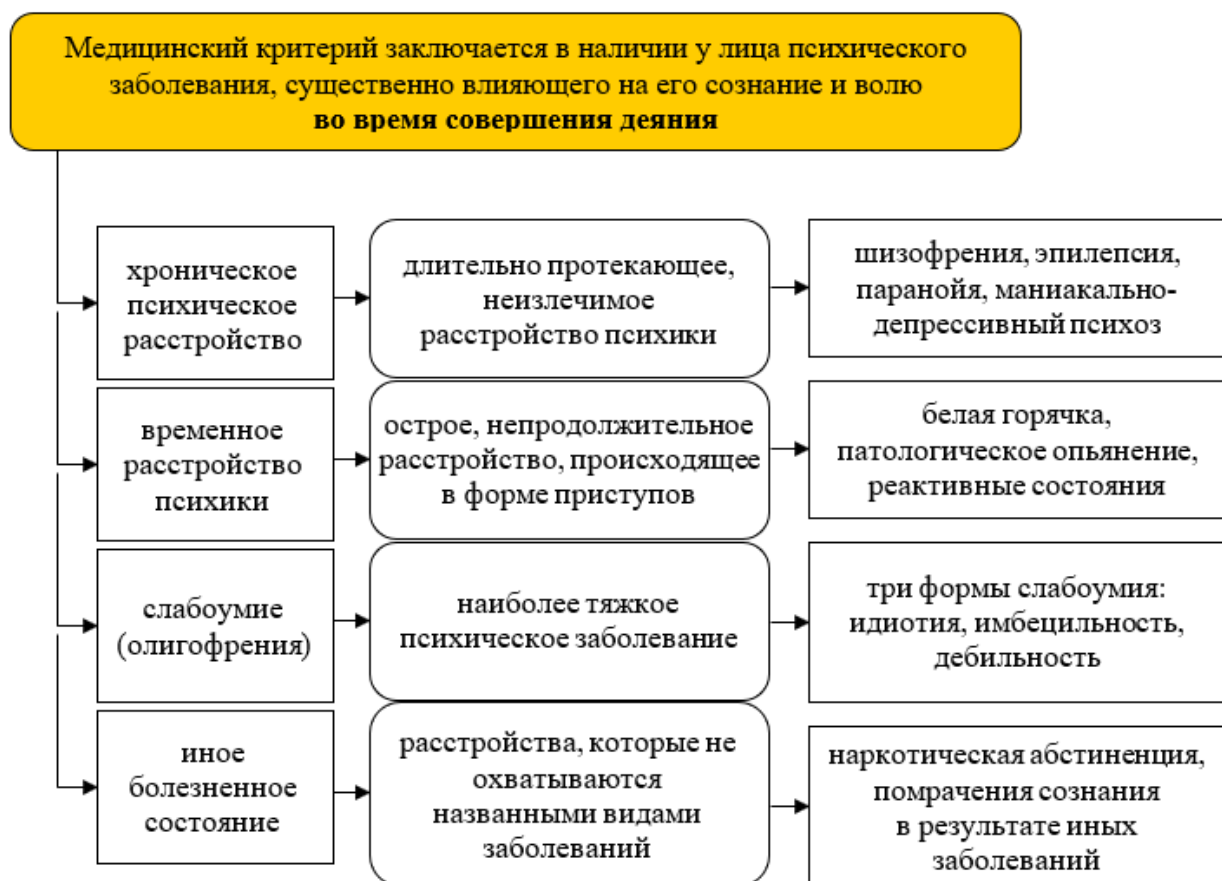 Медицинский критерий заключается в наличии у лица психического
заболевания, существенно влияющего на его сознание и волю
во время совершения деяния
хроническое
психическое
расстройство
длительно протекающее,
неизлечимое
расстройство психики
шизофрения, эпилепсия,
паранойя, маниакально-
депрессивный психоз
временное
расстройство
психики
острое, непродолжительное
расстройство, происходящее
в форме приступов
белая горячка,
патологическое опьянение,
реактивные состояния
слабоумие
(олигофрения)
наиболее тяжкое
психическое заболевание
три формы слабоумия:
идиотия, имбецильность,
дебильность
иное
болезненное
состояние
расстройства, которые не
охватываются
названными видами
заболеваний
наркотическая абстиненция,
помрачения сознания
в результате иных
заболеваний